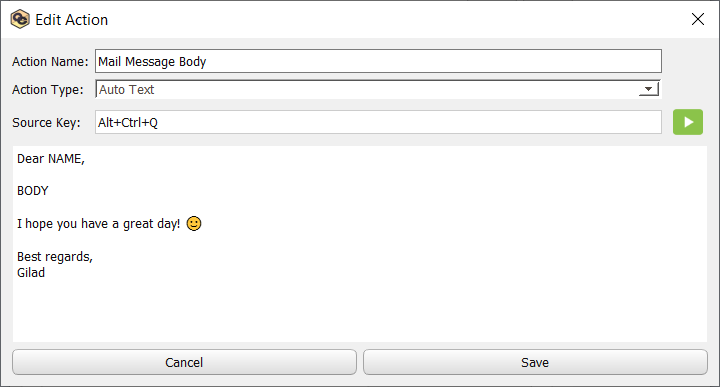 Edit Action
Action Name: Mail Message Body
Action Type: Auto Text
Source Key: Alt+Ctrl+Q
Dear NAME,
BODY
I hope you have a great day! 🙂
Best regards,
Gilad
Cancel Save